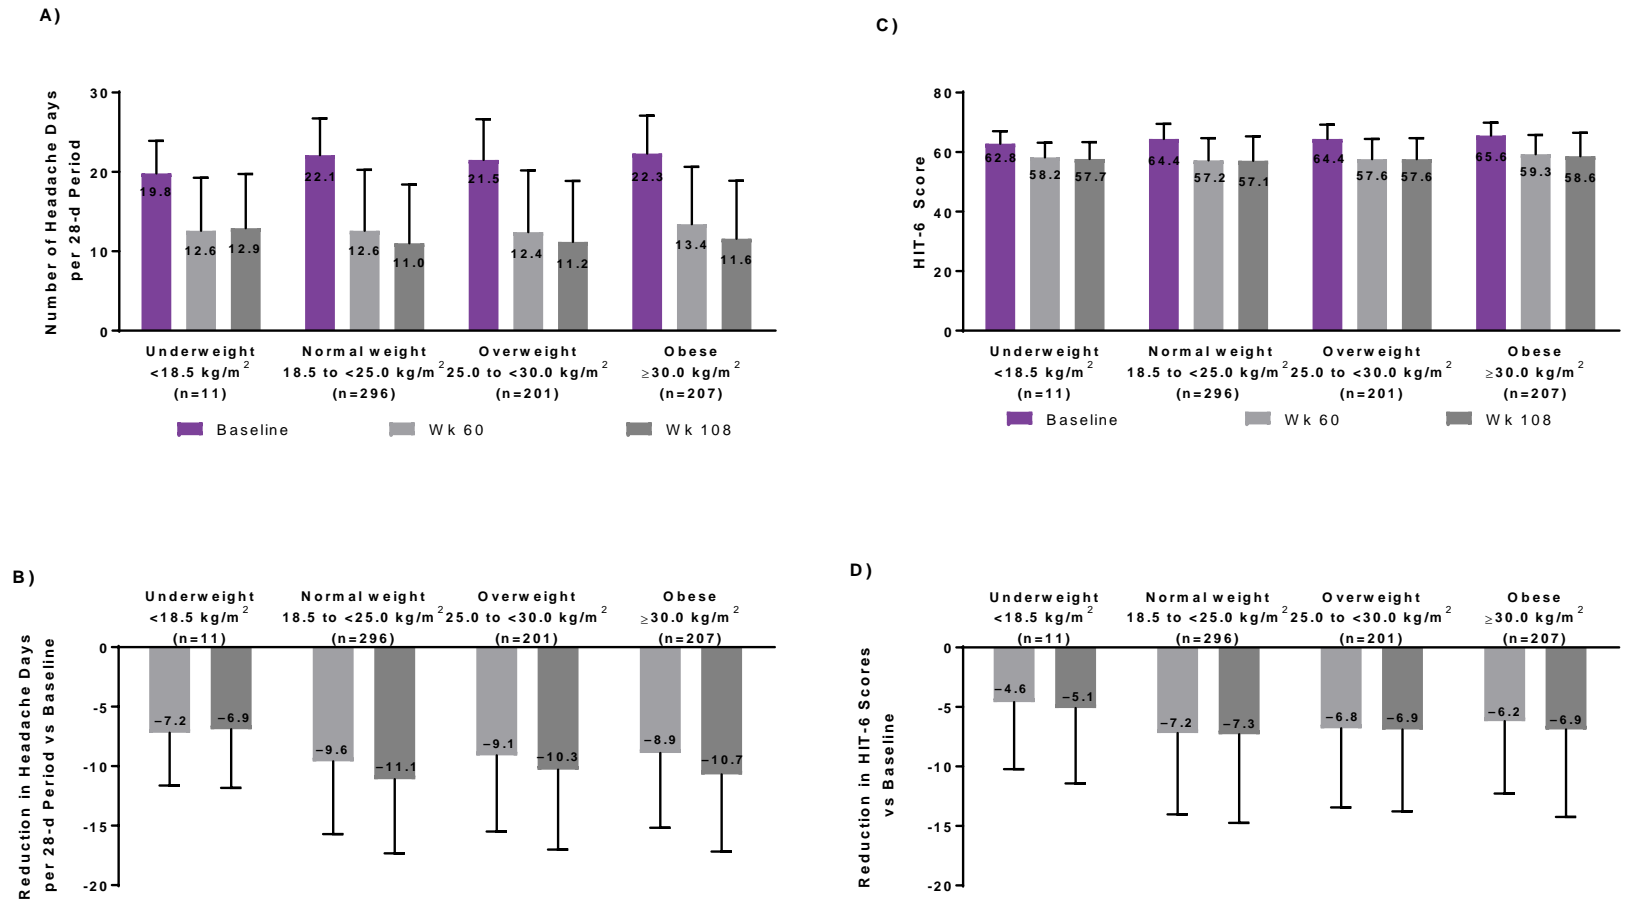 A)
Number of Headache Days
per 28-d Period
30
20
10
0
19.8
12.6
12.9
22.1
12.6
11.0
21.5
12.4
11.2
22.3
13.4
11.6
Underweight
<18.5 kg/m2
(n=11)
Normal weight
18.5 to <25.0 kg/m2
(n=296)
Overweight
25.0 to <30.0 kg/m2
(n=201)
Obese
≥30.0 kg/m2
(n=207)
Baseline
Wk 60
Wk 108
C)
HIT-6 Score
80
60
40
20
0
62.8
58.2
57.7
64.4
57.2
57.1
64.4
57.6
57.6
65.6
59.3
58.6
Underweight
<18.5 kg/m2
(n=11)
Normal weight
18.5 to <25.0 kg/m2
(n=296)
Overweight
25.0 to <30.0 kg/m2
(n=201)
Obese
≥30.0 kg/m2
(n=207)
Baseline
Wk 60
Wk 108
B)
Reduction in Headache Days
per 28-d Period vs Baseline
Underweight
<18.5 kg/m2
(n=11)
Normal weight
18.5 to <25.0 kg/m2
(n=296)
Overweight
25.0 to <30.0 kg/m2
(n=201)
Obese
≥30.0 kg/m2
(n=207)
0
-5
-10
-15
-20
−7.2
−6.9
−9.6
−11.1
−9.1
−10.3
−8.9
−10.7
D)
Reduction in HIT-6 Scores
vs Baseline
Underweight
<18.5 kg/m2
(n=11)
Normal weight
18.5 to <25.0 kg/m2
(n=296)
Overweight
25.0 to <30.0 kg/m2
(n=201)
Obese
≥30.0 kg/m2
(n=207)
0
-5
-10
-15
-20
−4.6
−5.1
−7.2
−7.3
−6.8
−6.9
−6.2
−6.9